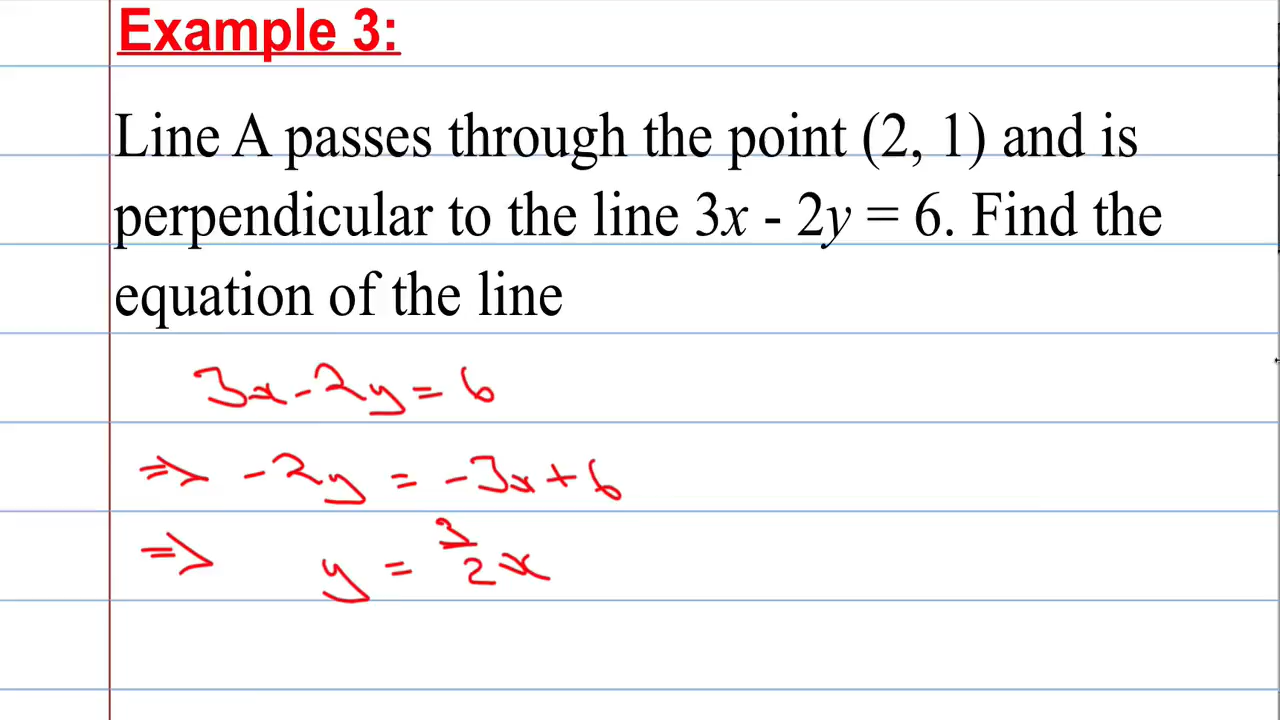 Example 3:
Line A passes through the point (2, 1) and is
perpendicular to the line 3x - 2y = 6. Find the
equation of the line
3x - 2y = 6
⇒ -2y = -3x + 6
⇒ y = 3/2 x